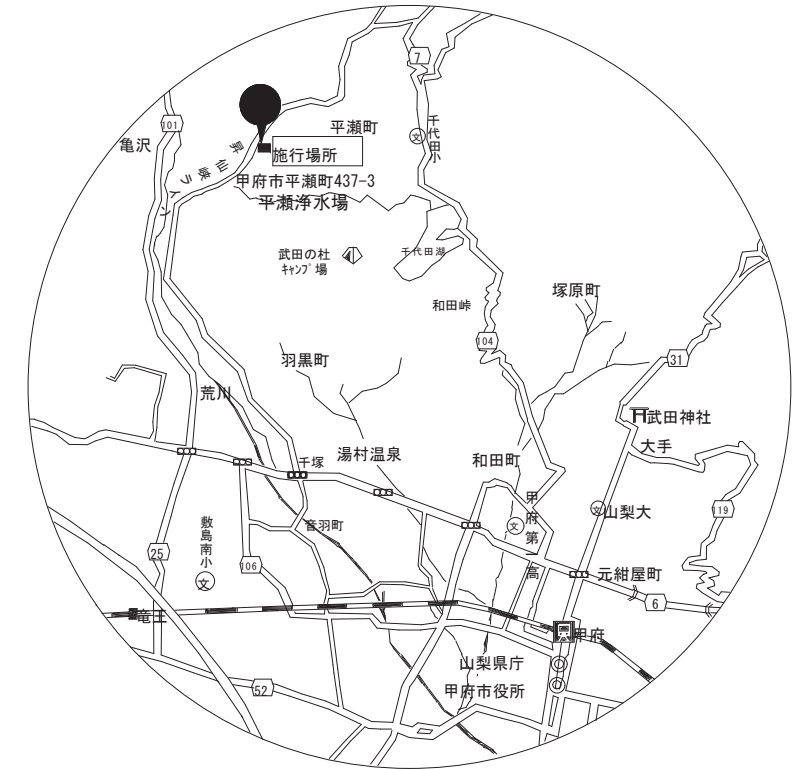 7
101
亀沢
平瀬町
千代田小
文
施行場所
昇仙峡ライン
甲府市平瀬町437-3
平瀬浄水場
武田の杜
ｷｬﾝﾌﾟ場
千代田湖
和田峠
塚原町
104
31
羽黒町
荒川
武田神社
大手
千塚
湯村温泉
和田町
甲府第一高
文
文
山梨大
119
敷島南小
文
音羽町
25
106
元紺屋町
6
竜王
甲府
山梨県庁
甲府市役所
52